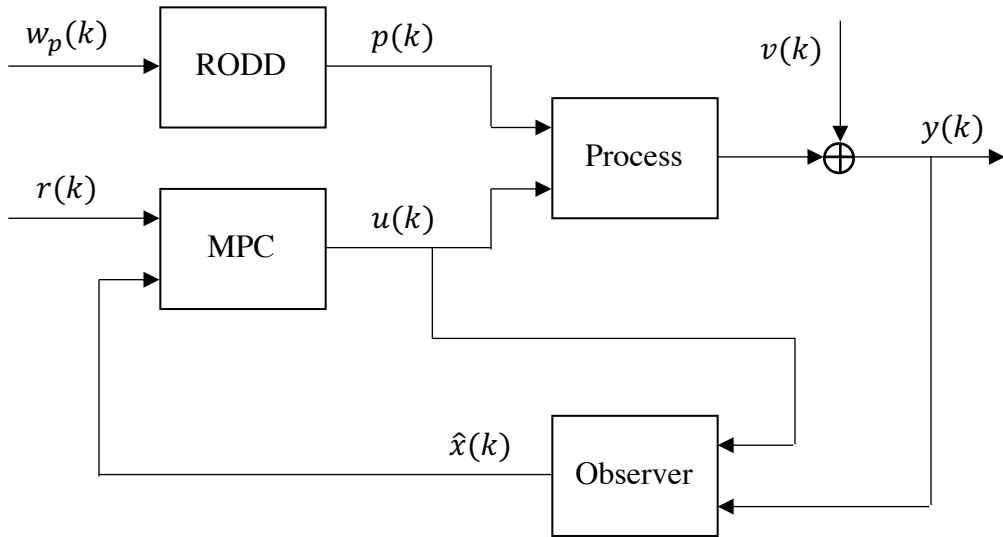 w_p(k)
RODD
p(k)
v(k)
y(k)
Process
r(k)
MPC
u(k)
x̂(k)
Observer